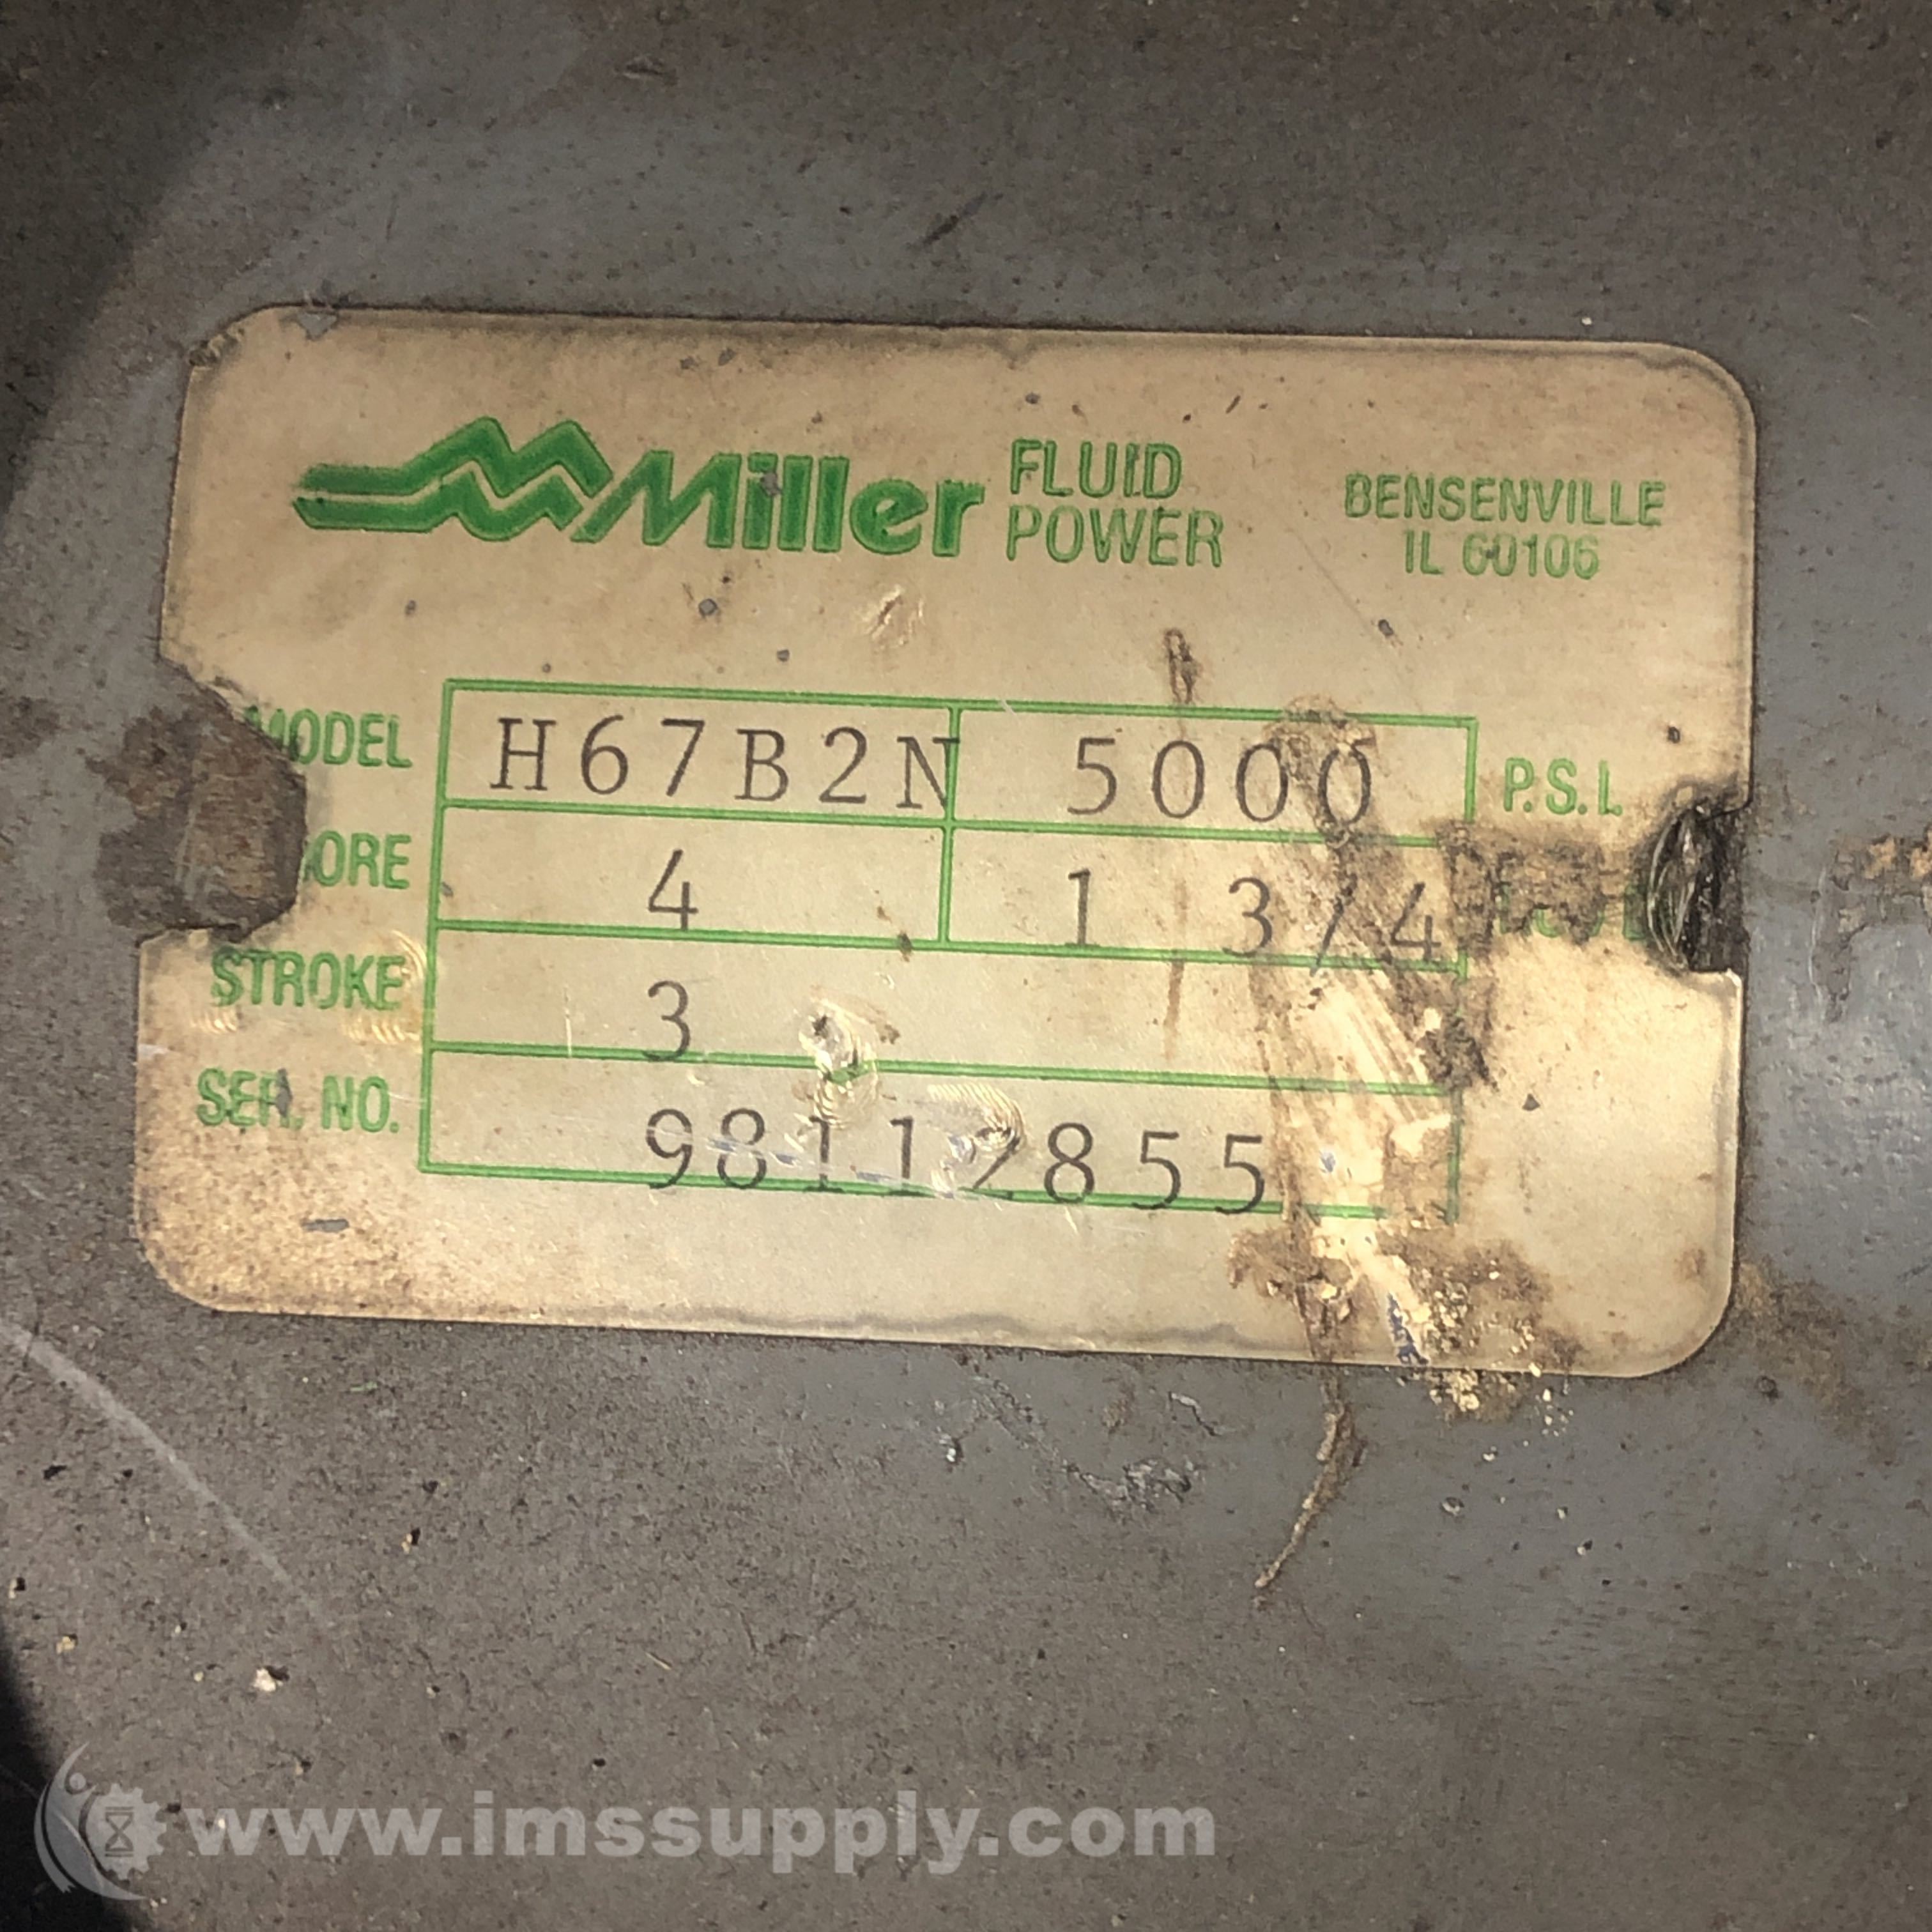 Miller FLUID POWER
BENSENVILLE
IL 60106
MODEL H67B2N 5000 P.S.I.
BORE 4 1 3/4
STROKE 3
SER. NO. 98112855
www.imssupply.com